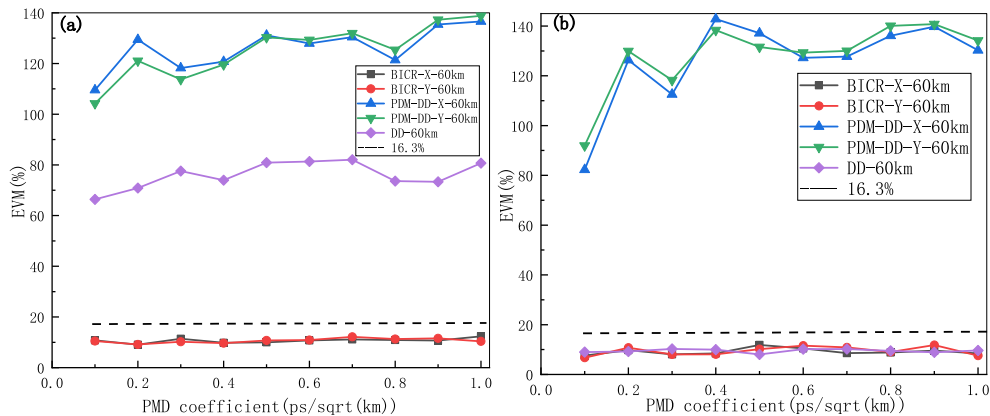 (a)
140
120
100
80
60
40
20
0
EVM(%)
BICR-X-60km
BICR-Y-60km
PDM-DD-X-60km
PDM-DD-Y-60km
DD-60km
16.3%
0.0
0.2
0.4
0.6
0.8
1.0
PMD coefficient(ps/sqrt(km))
(b)
140
120
100
80
60
40
20
0
EVM(%)
BICR-X-60km
BICR-Y-60km
PDM-DD-X-60km
PDM-DD-Y-60km
DD-60km
16.3%
0.0
0.2
0.4
0.6
0.8
1.0
PMD coefficient(ps/sqrt(km))